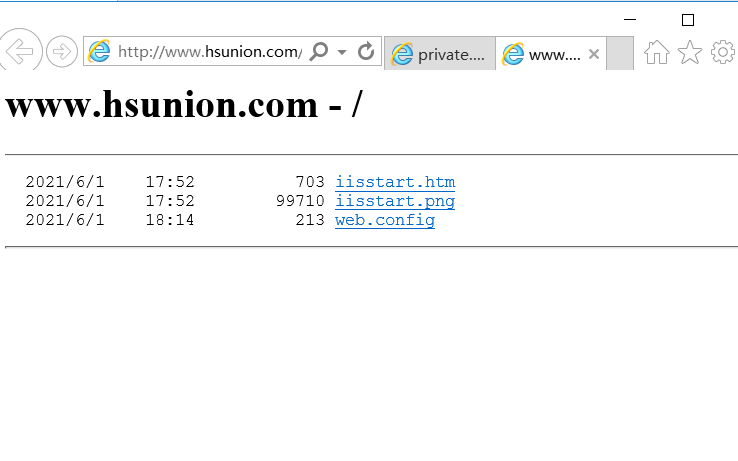 http://www.hsunion.com/
private....
www....
www.hsunion.com - /
2021/6/1 17:52 703 iisstart.htm
2021/6/1 17:52 99710 iisstart.png
2021/6/1 18:14 213 web.config